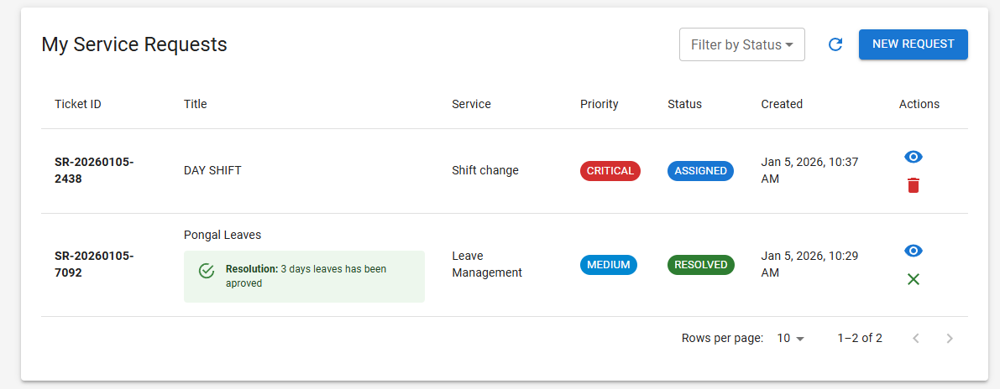 My Service Requests
Filter by Status
NEW REQUEST
Ticket ID Title Service Priority Status Created Actions
SR-20260105-
2438
DAY SHIFT
Shift change
CRITICAL
ASSIGNED
Jan 5, 2026, 10:37
AM
SR-20260105-
7092
Pongal Leaves
Resolution: 3 days leaves has been
aproved
Leave
Management
MEDIUM
RESOLVED
Jan 5, 2026, 10:29
AM
Rows per page: 10 1–2 of 2